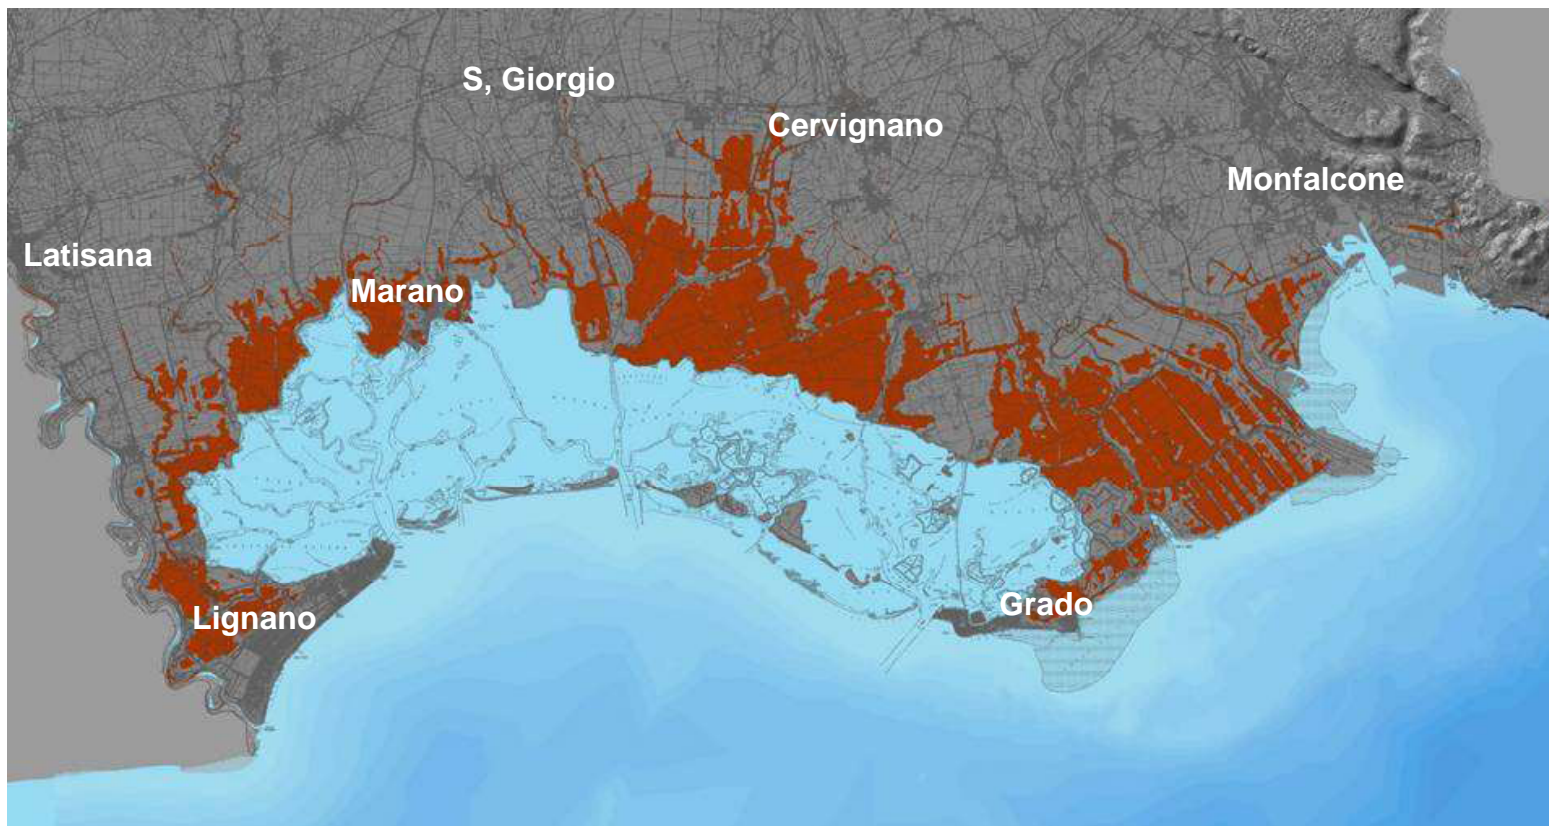 S, Giorgio
Cervignano
Monfalcone
Latisana
Marano
Lignano
Grado